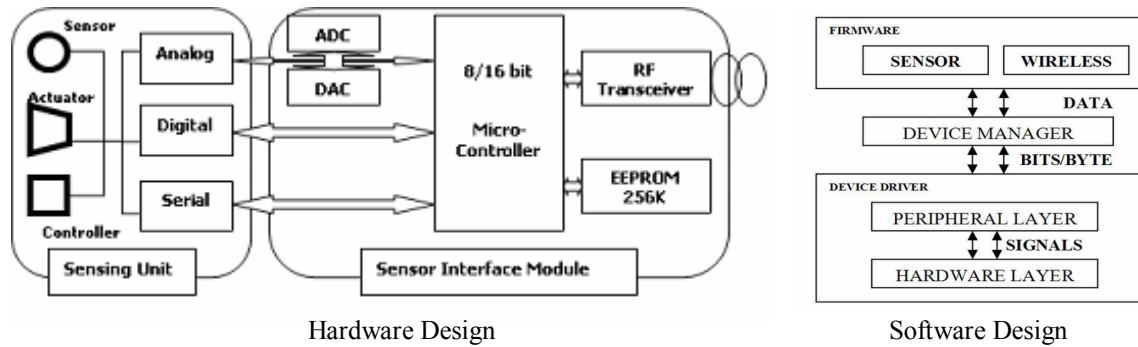 Sensor
Actuator
Controller
Analog
Digital
Serial
Sensing Unit
ADC
DAC
8/16 bit
Micro-
Controller
RF
Transceiver
EEPROM
256K
Sensor Interface Module
Hardware Design
FIRMWARE
SENSOR
WIRELESS
DATA
DEVICE MANAGER
BITS/BYTE
DEVICE DRIVER
PERIPHERAL LAYER
SIGNALS
HARDWARE LAYER
Software Design